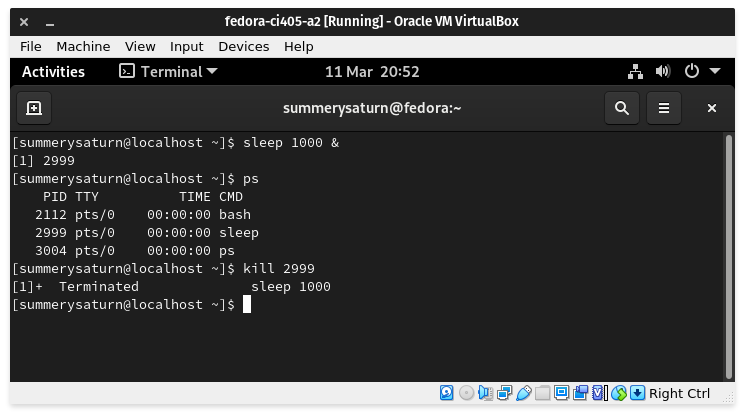 fedora-ci405-a2 [Running] - Oracle VM VirtualBox
File Machine View Input Devices Help
Activities Terminal 11 Mar 20:52
summerysaturn@fedora:~
[summerysaturn@localhost ~]$ sleep 1000 &
[1] 2999
[summerysaturn@localhost ~]$ ps
    PID TTY          TIME CMD
   2112 pts/0    00:00:00 bash
   2999 pts/0    00:00:00 sleep
   3004 pts/0    00:00:00 ps
[summerysaturn@localhost ~]$ kill 2999
[1]+  Terminated              sleep 1000
[summerysaturn@localhost ~]$
Right Ctrl